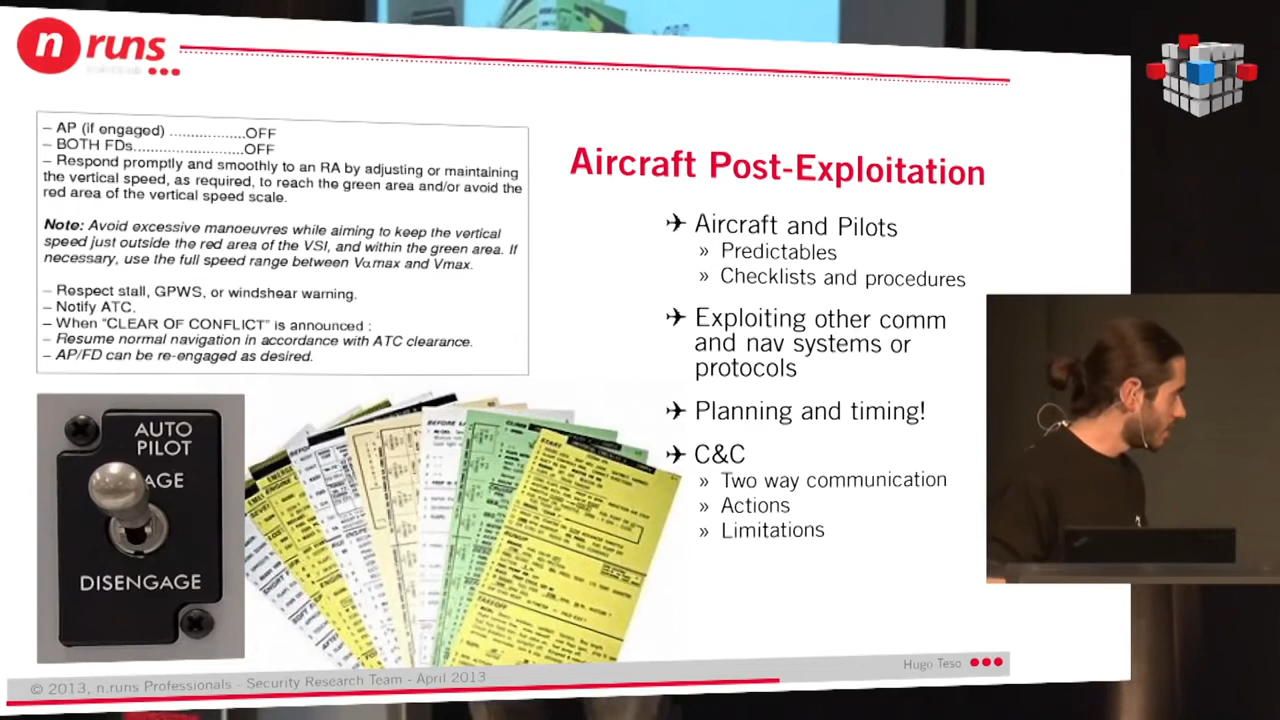 n runs
– AP (if engaged) ..................OFF
– BOTH FDs.........................OFF
– Respond promptly and smoothly to an RA by adjusting or maintaining
the vertical speed, as required, to reach the green area and/or avoid the
red area of the vertical speed scale.
Note: Avoid excessive manoeuvres while aiming to keep the vertical
speed just outside the red area of the VSI, and within the green area. If
necessary, use the full speed range between Vαmax and Vmax.
– Respect stall, GPWS, or windshear warning.
– Notify ATC.
– When “CLEAR OF CONFLICT” is announced :
– Resume normal navigation in accordance with ATC clearance.
– AP/FD can be re-engaged as desired.
Aircraft Post-Exploitation
Aircraft and Pilots
» Predictables
» Checklists and procedures
Exploiting other comm
and nav systems or
protocols
Planning and timing!
C&C
» Two way communication
» Actions
» Limitations
AUTO
PILOT
DISENGAGE
START
TAKEOFF
Hugo Teso
© 2013, n.runs Professionals - Security Research Team - April 2013